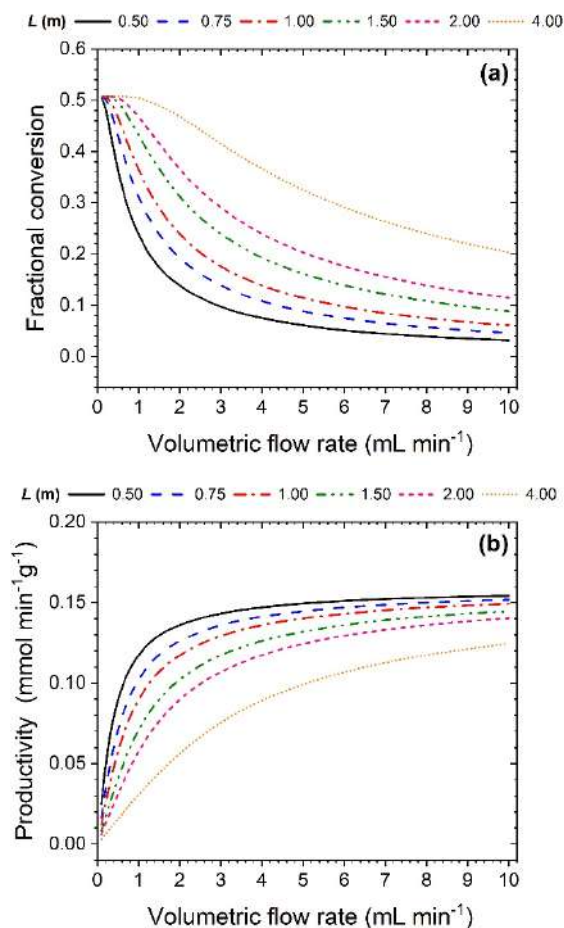 L (m) 0.50 0.75 1.00 1.50 2.00 4.00
(a)
Fractional conversion
0.6
0.5
0.4
0.3
0.2
0.1
0.0
0 1 2 3 4 5 6 7 8 9 10
Volumetric flow rate (mL min⁻¹)
L (m) 0.50 0.75 1.00 1.50 2.00 4.00
(b)
Productivity (mmol min⁻¹g⁻¹)
0.20
0.15
0.10
0.05
0.00
0 1 2 3 4 5 6 7 8 9 10
Volumetric flow rate (mL min⁻¹)